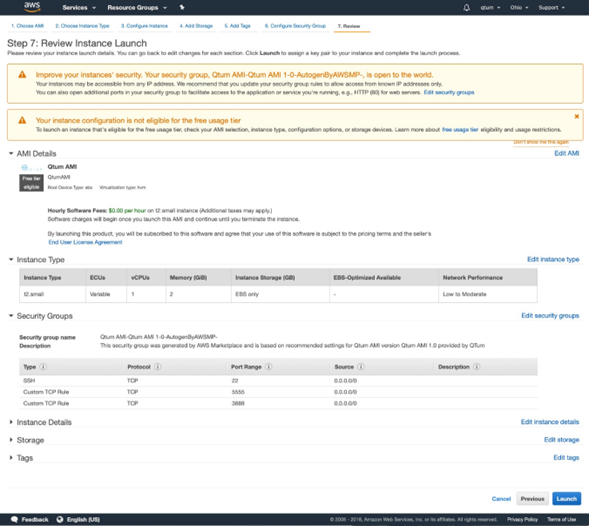 aws Services Resource Groups qtum Ohio Support
1. Choose AMI 2. Choose Instance Type 3. Configure Instance 4. Add Storage 5. Add Tags 6. Configure Security Group 7. Review
Step 7: Review Instance Launch
Please review your instance launch details. You can go back to edit changes for each section. Click Launch to assign a key pair to your instance and complete the launch process.
Improve your instances' security. Your security group, Qtum AMI-Qtum AMI 1-0-AutogenByAWSMP-, is open to the world.
Your instances may be accessible from any IP address. We recommend that you update your security group rules to allow access from known IP addresses only.
You can also open additional ports in your security group to facilitate access to the application or service you're running, e.g., HTTP (80) for web servers. Edit security groups
Your instance configuration is not eligible for the free usage tier
To launch an instance that's eligible for the free usage tier, check your AMI selection, instance type, configuration options, or storage devices. Learn more about free usage tier eligibility and usage restrictions.
Don't show me this again
AMI Details Edit AMI
Qtum AMI
Free tier eligible
QtumAMI
Root Device Type: ebs Virtualization type: hvm
Hourly Software Fees: $0.00 per hour on t2.small instance (Additional taxes may apply.)
Software charges will begin once you launch this AMI and continue until you terminate the instance.
By launching this product, you will be subscribed to this software and agree that your use of this software is subject to the pricing terms and the seller's
End User License Agreement
Instance Type Edit instance type
Instance Type ECUs vCPUs Memory (GiB) Instance Storage (GB) EBS-Optimized Available Network Performance
t2.small Variable 1 2 EBS only - Low to Moderate
Security Groups Edit security groups
Security group name Qtum AMI-Qtum AMI 1-0-AutogenByAWSMP-
Description This security group was generated by AWS Marketplace and is based on recommended settings for Qtum AMI version Qtum AMI 1.0 provided by QTum
Type Protocol Port Range Source Description
SSH TCP 22 0.0.0.0/0
Custom TCP Rule TCP 5555 0.0.0.0/0
Custom TCP Rule TCP 3888 0.0.0.0/0
Instance Details Edit instance details
Storage Edit storage
Tags Edit tags
Cancel Previous Launch
Feedback English (US) © 2008 - 2018, Amazon Web Services, Inc. or its affiliates. All rights reserved. Privacy Policy Terms of Use